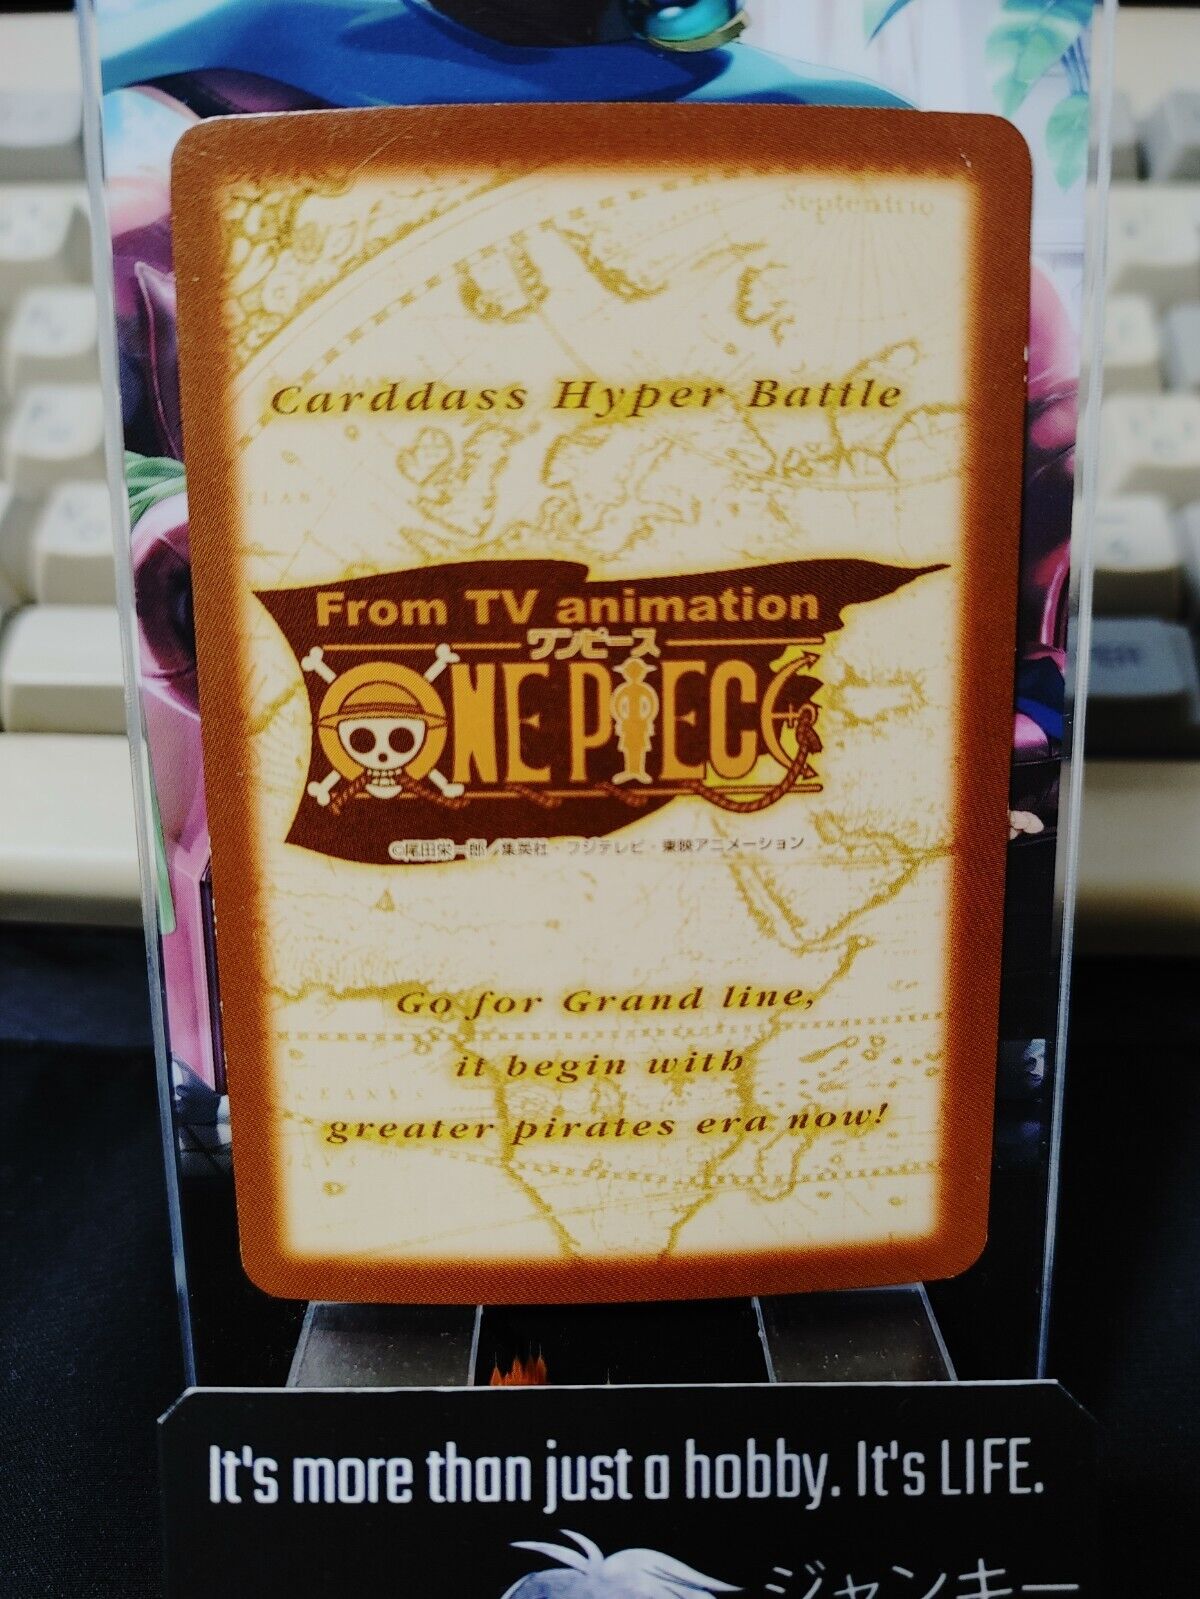 Septentrio
Carddass Hyper Battle
From TV animation
ワンピース
ONE PIECE
©尾田栄一郎／集英社・フジテレビ・東映アニメーション
Go for Grand line,
it begin with
greater pirates era now!
It's more than just a hobby. It's LIFE.
ジャンキー